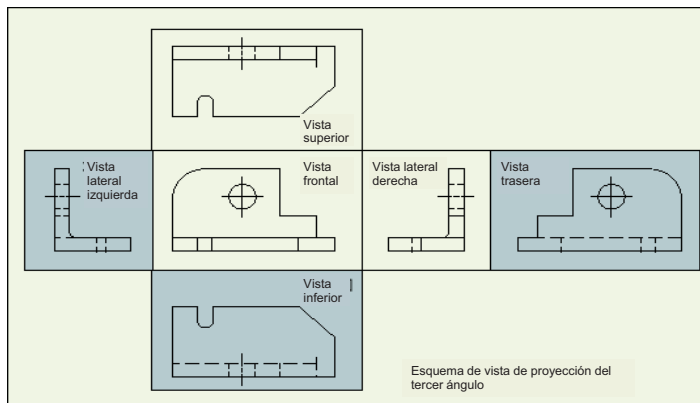 Vista
superior
Vista
lateral
izquierda
Vista
frontal
Vista lateral
derecha
Vista
trasera
Vista
inferior
Esquema de vista de proyección del
tercer ángulo